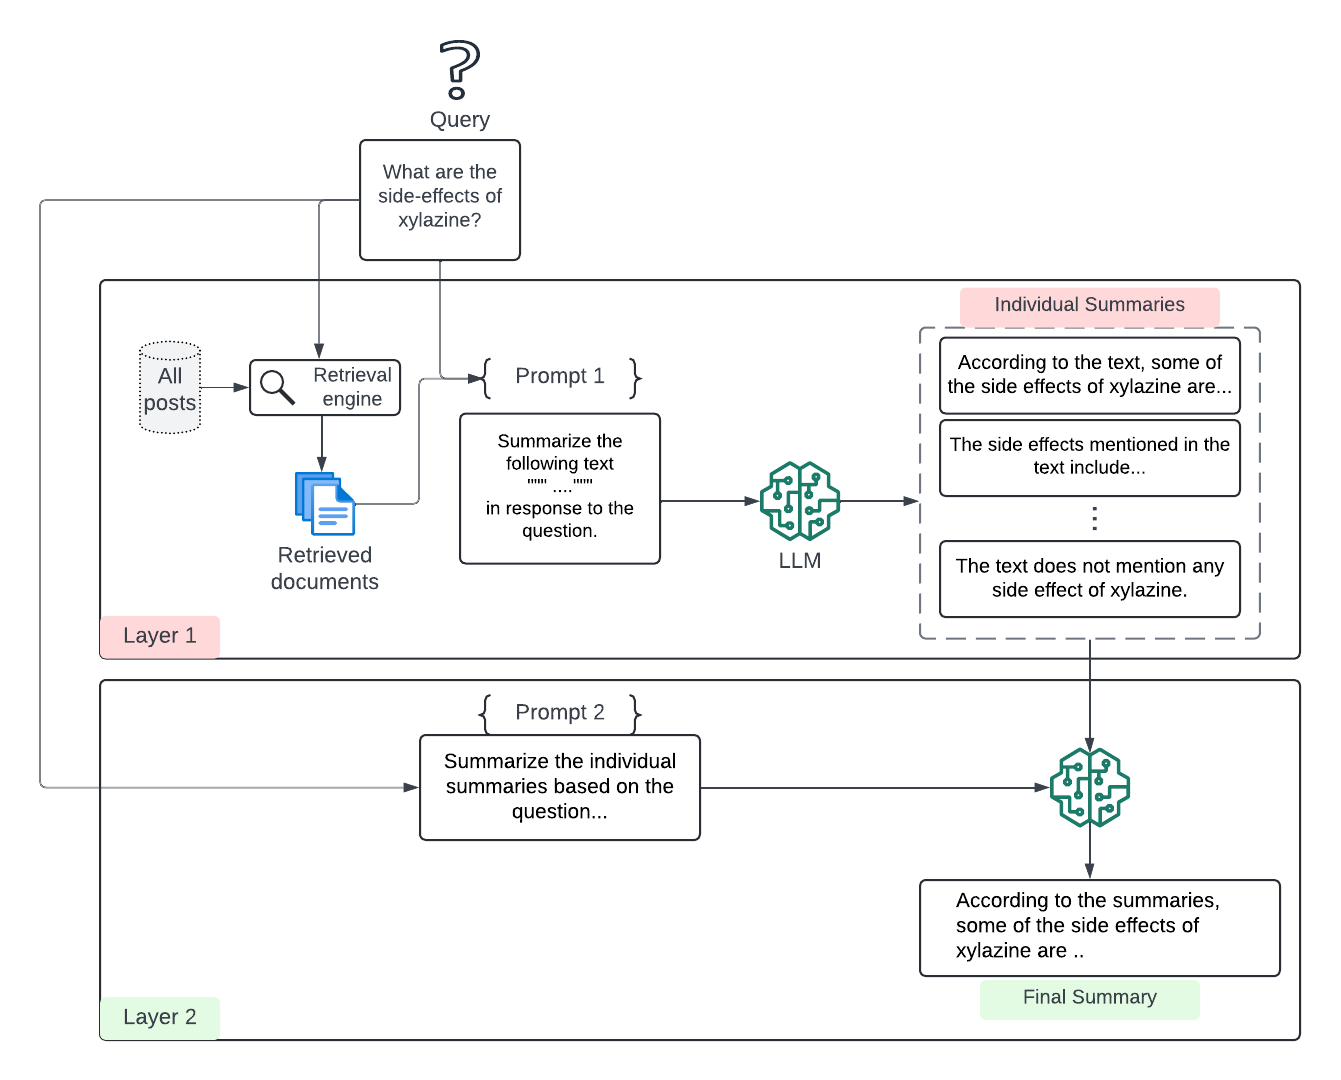 Query
What are the
side-effects of
xylazine?
Individual Summaries
All
posts
Retrieval
engine
Retrieved
documents
Prompt 1
Summarize the
following text
""" ...."""
in response to the
question.
LLM
According to the text, some of
the side effects of xylazine are...
The side effects mentioned in the
text include...
The text does not mention any
side effect of xylazine.
Layer 1
Prompt 2
Summarize the individual
summaries based on the
question...
According to the summaries,
some of the side effects of
xylazine are ..
Final Summary
Layer 2